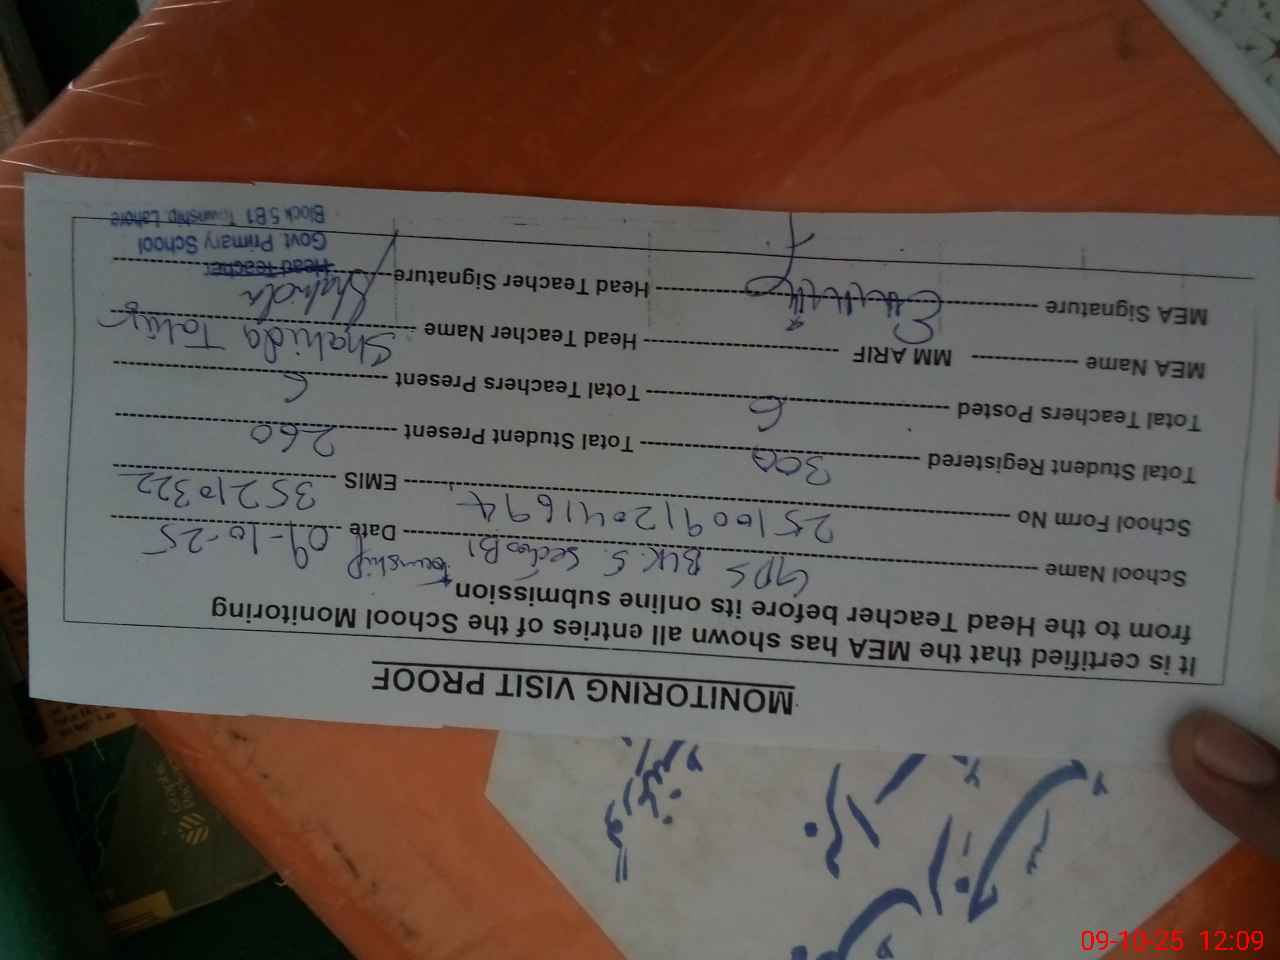 MONITORING VISIT PROOF
It is certified that the MEA has shown all entries of the School Monitoring
from to the Head Teacher before its online submission
School Name GPS BLK 5. Sector B1 Township Date 09-10-25
School Form No 25100912041694 EMIS 35210322
Total Student Registered 300 Total Student Present 260
Total Teachers Posted 6 Total Teachers Present 6
MEA Name MM ARIF Head Teacher Name Shahida
MEA Signature Head Teacher Signature Shahida
Head Teacher
Govt. Primary School
Block 5 B1 Township Lahore
09-10-25 12:09